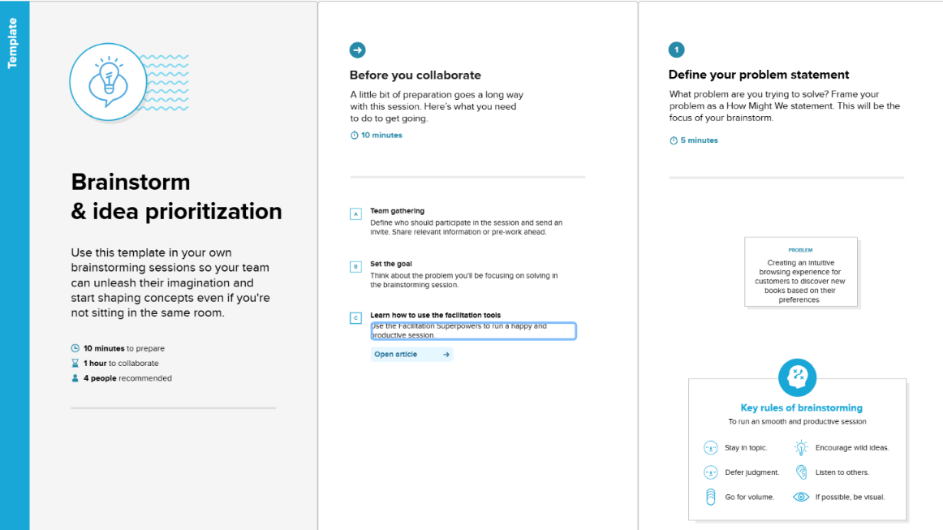 Template
Brainstorm
& idea prioritization
Use this template in your own
brainstorming sessions so your team
can unleash their imagination and
start shaping concepts even if you're
not sitting in the same room.
10 minutes to prepare
1 hour to collaborate
4 people recommended
Before you collaborate
A little bit of preparation goes a long way
with this session. Here's what you need
to do to get going.
10 minutes
A
Team gathering
Define who should participate in the session and send an
invite. Share relevant information or pre-work ahead.
B
Set the goal
Think about the problem you'll be focusing on solving in
the brainstorming session.
C
Learn how to use the facilitation tools
Use the Facilitation Superpowers to run a happy and
productive session.
Open article
1
Define your problem statement
What problem are you trying to solve? Frame your
problem as a How Might We statement. This will be the
focus of your brainstorm.
5 minutes
PROBLEM
Creating an intuitive
browsing experience for
customers to discover new
books based on their
preferences
Key rules of brainstorming
To run an smooth and productive session
Stay in topic.
Encourage wild ideas.
Defer judgment.
Listen to others.
Go for volume.
If possible, be visual.